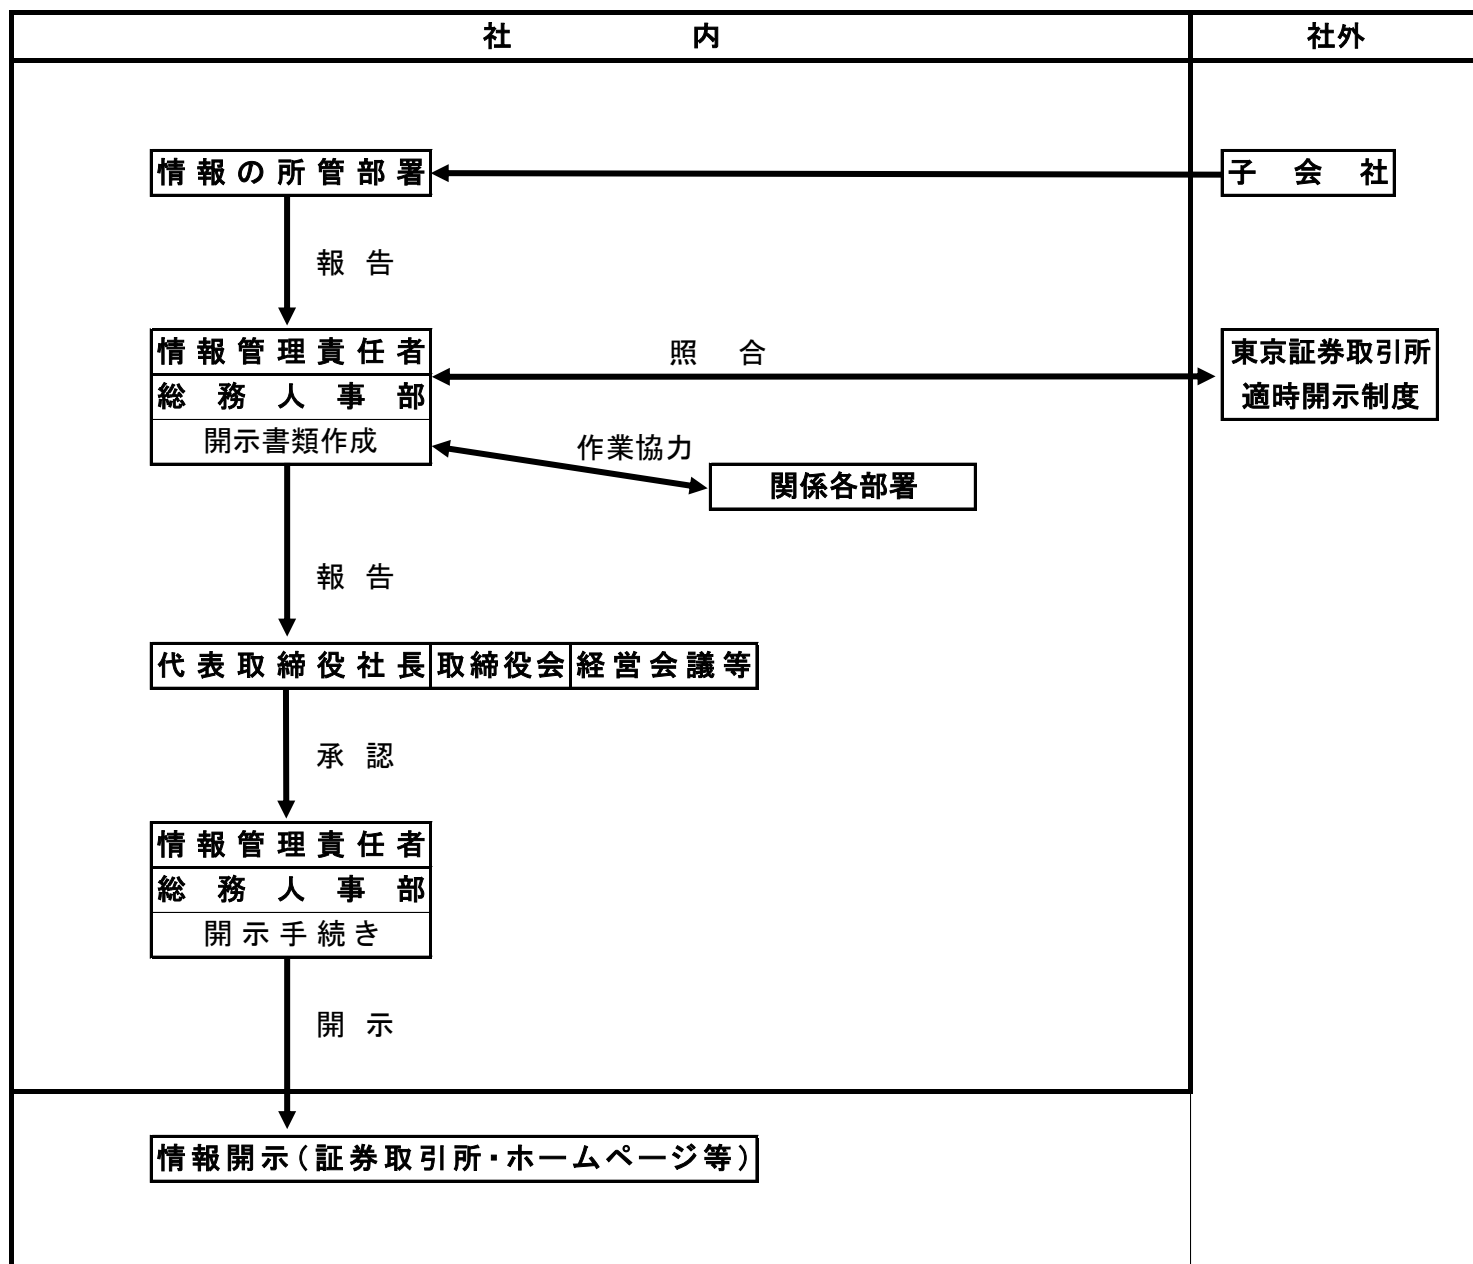 社内
社外
情報の所管部署
子会社
報告
情報管理責任者
総務人事部
開示書類作成
照合
東京証券取引所
適時開示制度
作業協力
関係各部署
報告
代表取締役社長 取締役会 経営会議等
承認
情報管理責任者
総務人事部
開示手続き
開示
情報開示(証券取引所・ホームページ等)